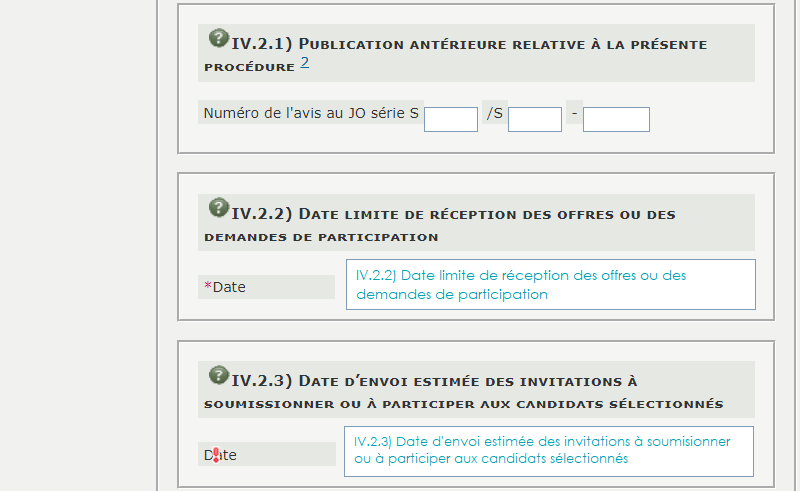 IV.2.1) Publication antérieure relative à la présente
procédure 2
Numéro de l'avis au JO série S /S -
IV.2.2) Date limite de réception des offres ou des
demandes de participation
*Date
IV.2.2) Date limite de réception des offres ou des
demandes de participation
IV.2.3) Date d'envoi estimée des invitations à
soumissionner ou à participer aux candidats sélectionnés
Date
IV.2.3) Date d'envoi estimée des invitations à soumisionner
ou à participer aux candidats sélectionnés